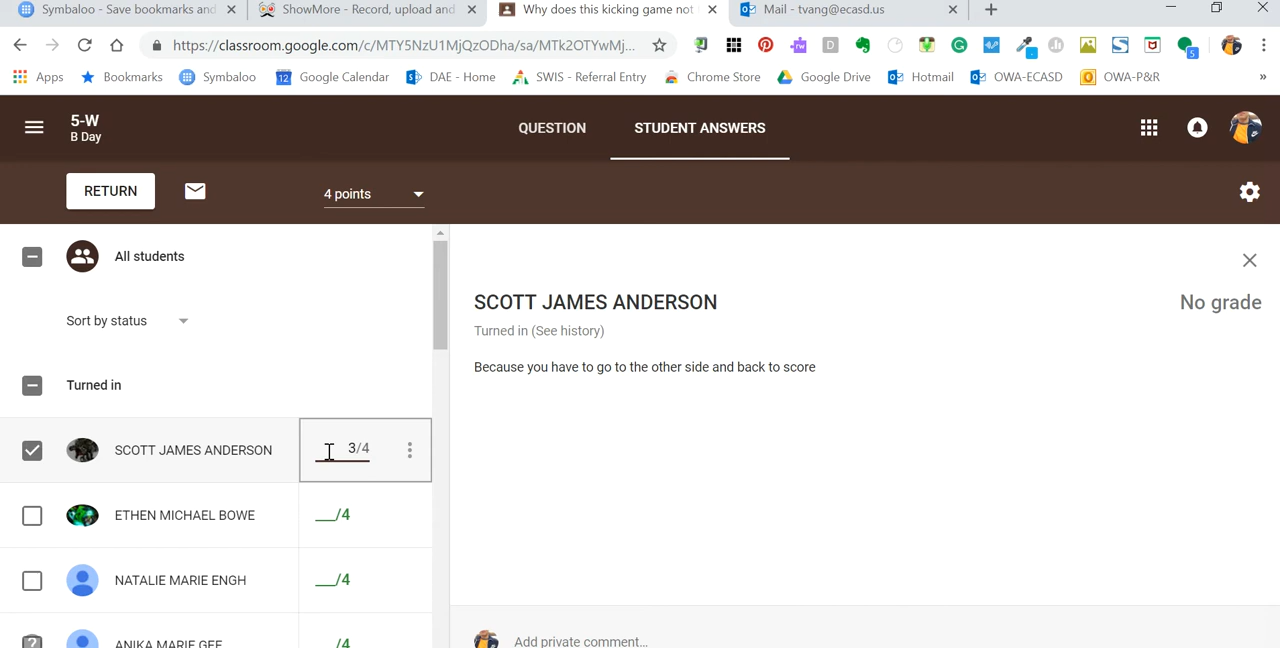 Symbaloo - Save bookmarks and
ShowMore - Record, upload and
Why does this kicking game not
Mail - tvang@ecasd.us
https://classroom.google.com/c/MTY5NzU1MjQzODha/sa/MTk2OTYwMj...
5
Apps
Bookmarks
Symbaloo
12
Google Calendar
DAE - Home
SWIS - Referral Entry
Chrome Store
Google Drive
Hotmail
OWA-ECASD
OWA-P&R
»
5-W
B Day
QUESTION
STUDENT ANSWERS
RETURN
4 points
All students
Sort by status
Turned in
SCOTT JAMES ANDERSON
3/4
ETHEN MICHAEL BOWE
__/4
NATALIE MARIE ENGH
__/4
ANIKA MARIE GEE
/4
SCOTT JAMES ANDERSON
No grade
Turned in (See history)
Because you have to go to the other side and back to score
Add private comment...